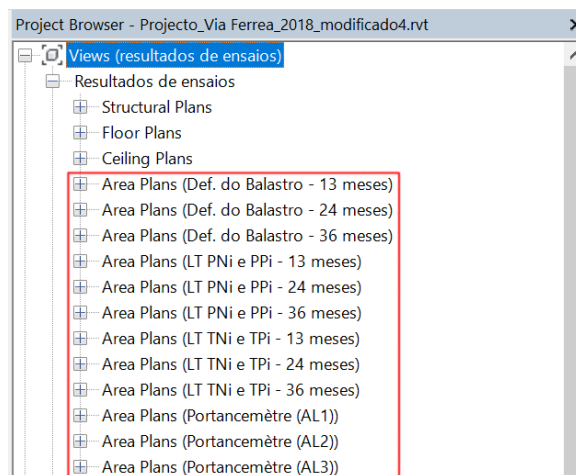 Project Browser - Projecto_Via Ferrea_2018_modificado4.rvt
Views (resultados de ensaios)
Resultados de ensaios
Structural Plans
Floor Plans
Ceiling Plans
Area Plans (Def. do Balastro - 13 meses)
Area Plans (Def. do Balastro - 24 meses)
Area Plans (Def. do Balastro - 36 meses)
Area Plans (LT PNi e PPi - 13 meses)
Area Plans (LT PNi e PPi - 24 meses)
Area Plans (LT PNi e PPi - 36 meses)
Area Plans (LT TNi e TPi - 13 meses)
Area Plans (LT TNi e TPi - 24 meses)
Area Plans (LT TNi e TPi - 36 meses)
Area Plans (Portancemètre (AL1))
Area Plans (Portancemètre (AL2))
Area Plans (Portancemètre (AL3))